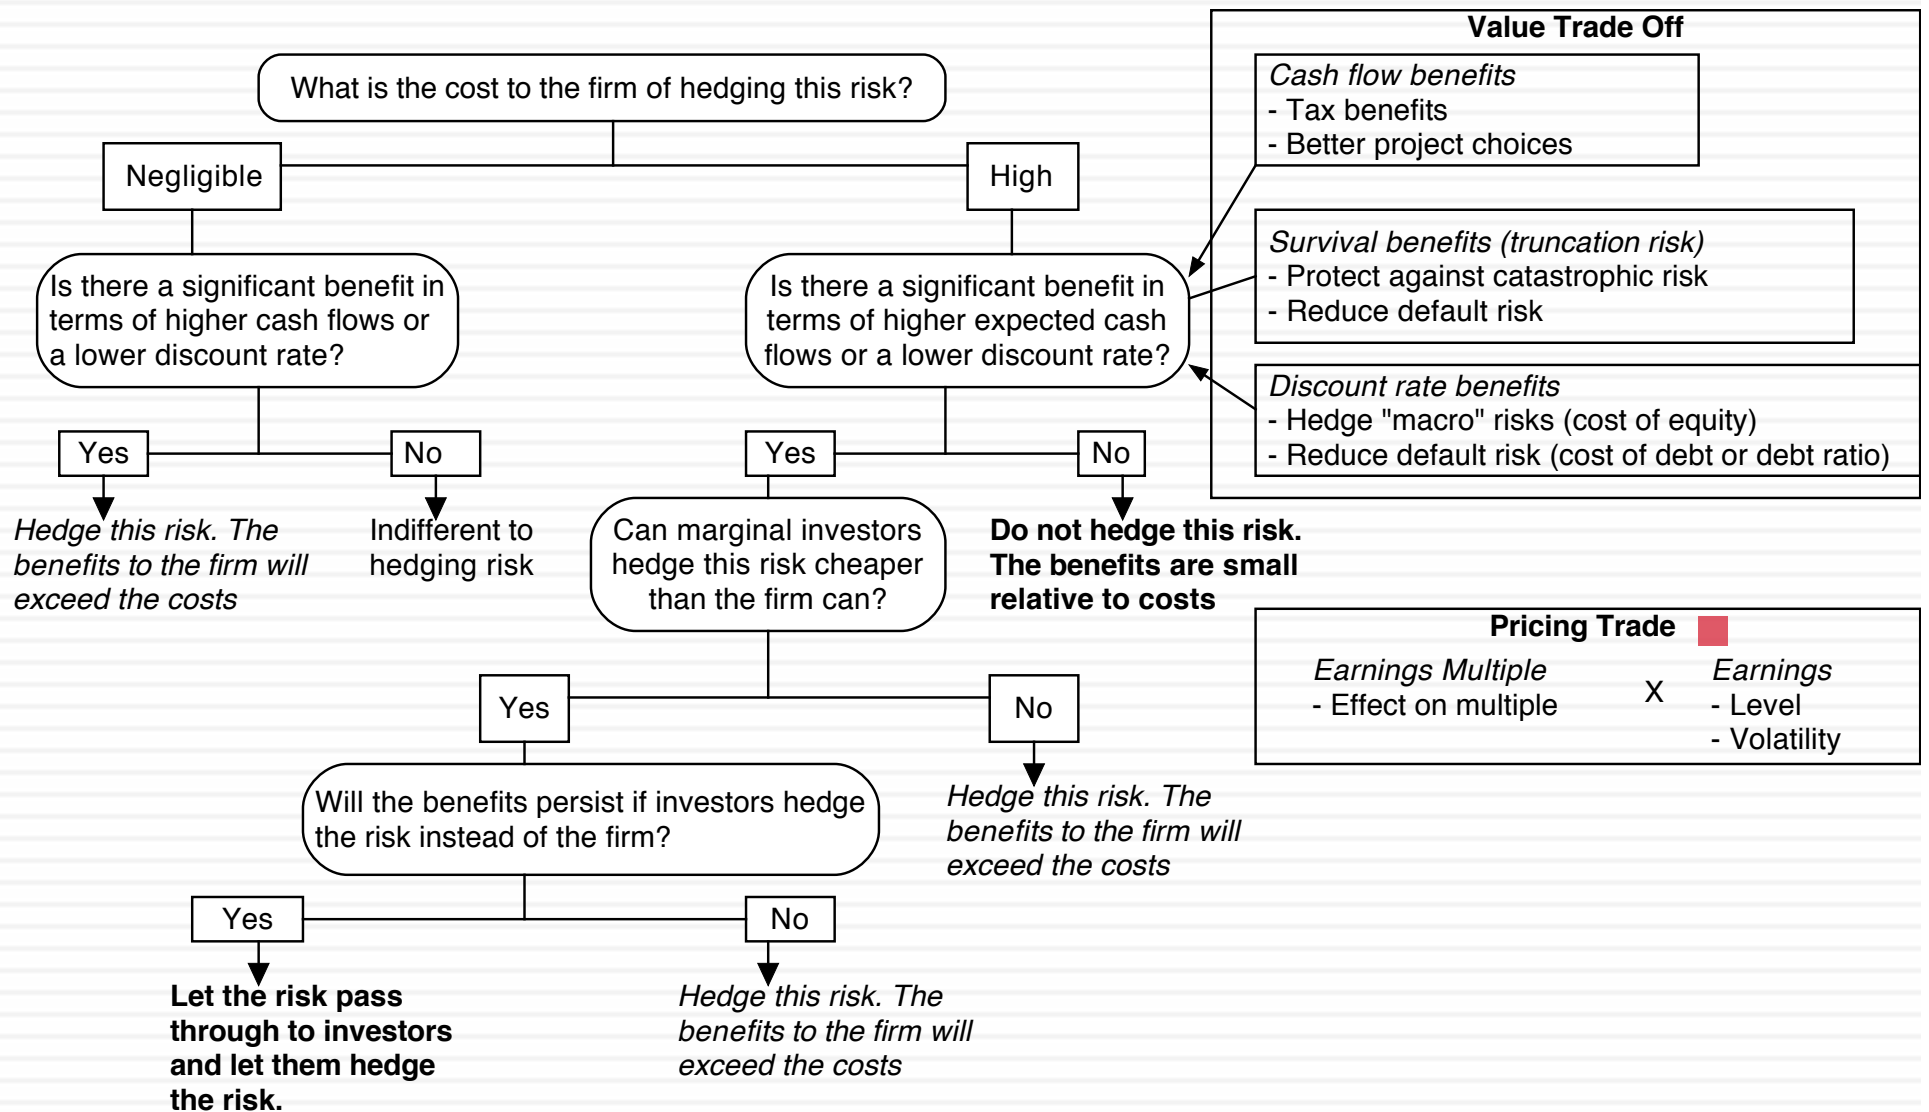 What is the cost to the firm of hedging this risk?
Negligible
High
Is there a significant benefit in
terms of higher cash flows or
a lower discount rate?
Is there a significant benefit in
terms of higher expected cash
flows or a lower discount rate?
Yes
No
Yes
No
Hedge this risk. The
benefits to the firm will
exceed the costs
Indifferent to
hedging risk
Can marginal investors
hedge this risk cheaper
than the firm can?
Do not hedge this risk.
The benefits are small
relative to costs
Yes
No
Will the benefits persist if investors hedge
the risk instead of the firm?
Hedge this risk. The
benefits to the firm will
exceed the costs
Yes
No
Let the risk pass
through to investors
and let them hedge
the risk.
Hedge this risk. The
benefits to the firm will
exceed the costs
Value Trade Off
Cash flow benefits
- Tax benefits
- Better project choices
Survival benefits (truncation risk)
- Protect against catastrophic risk
- Reduce default risk
Discount rate benefits
- Hedge "macro" risks (cost of equity)
- Reduce default risk (cost of debt or debt ratio)
Pricing Trade
Earnings Multiple
- Effect on multiple
X
Earnings
- Level
- Volatility